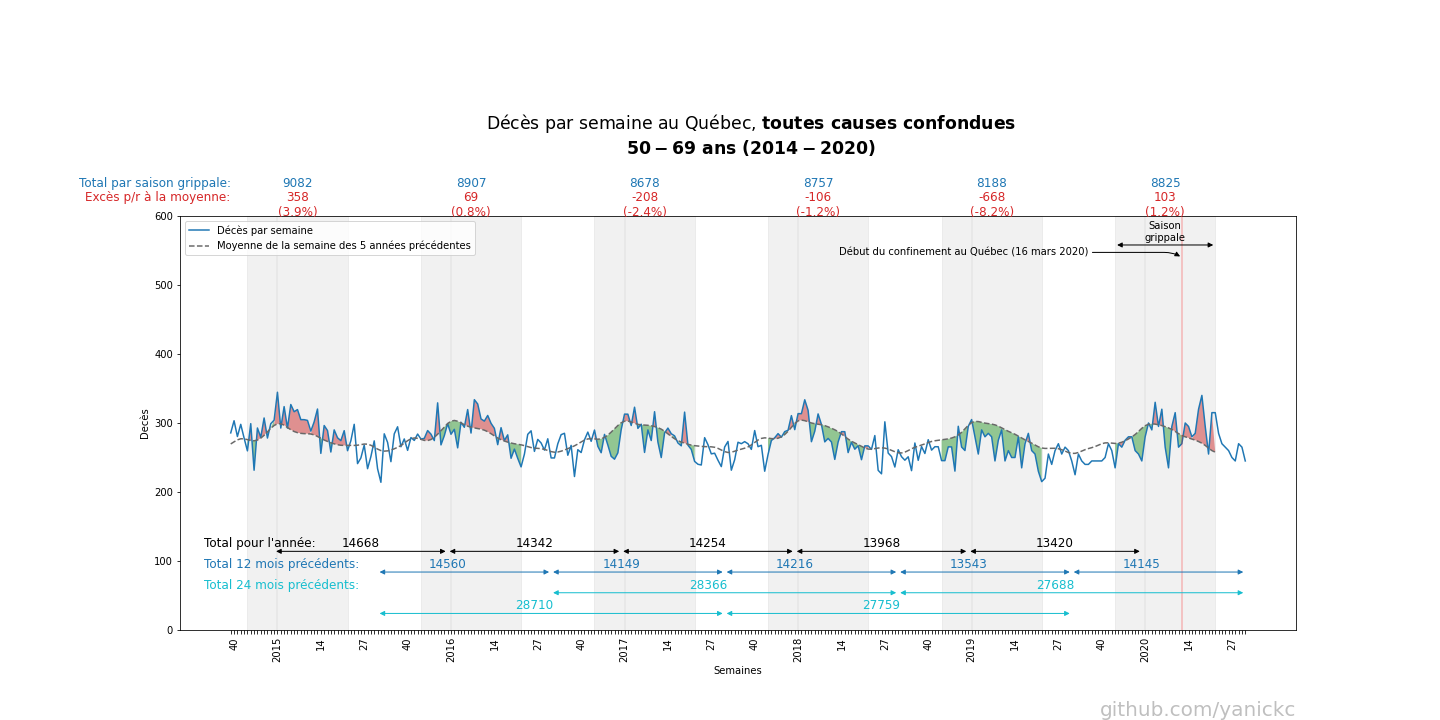 Décès par semaine au Québec, toutes causes confondues
50 – 69 ans (2014 – 2020)
Total par saison grippale: 9082 8907 8678 8757 8188 8825
Excès p/r à la moyenne: 358 69 -208 -106 -668 103
(3.9%) (0.8%) (-2.4%) (-1.2%) (-8.2%) (1.2%)
600
Décès par semaine
Moyenne de la semaine des 5 années précédentes
Saison
grippale
Début du confinement au Québec (16 mars 2020)
500
400
300
200
100
0
Decès
Total pour l'année: 14668 14342 14254 13968 13420
Total 12 mois précédents: 14560 14149 14216 13543 14145
Total 24 mois précédents: 28366 27688
28710 27759
40 2015 14 27 40 2016 14 27 40 2017 14 27 40 2018 14 27 40 2019 14 27 40 2020 14 27
Semaines
github.com/yanickc